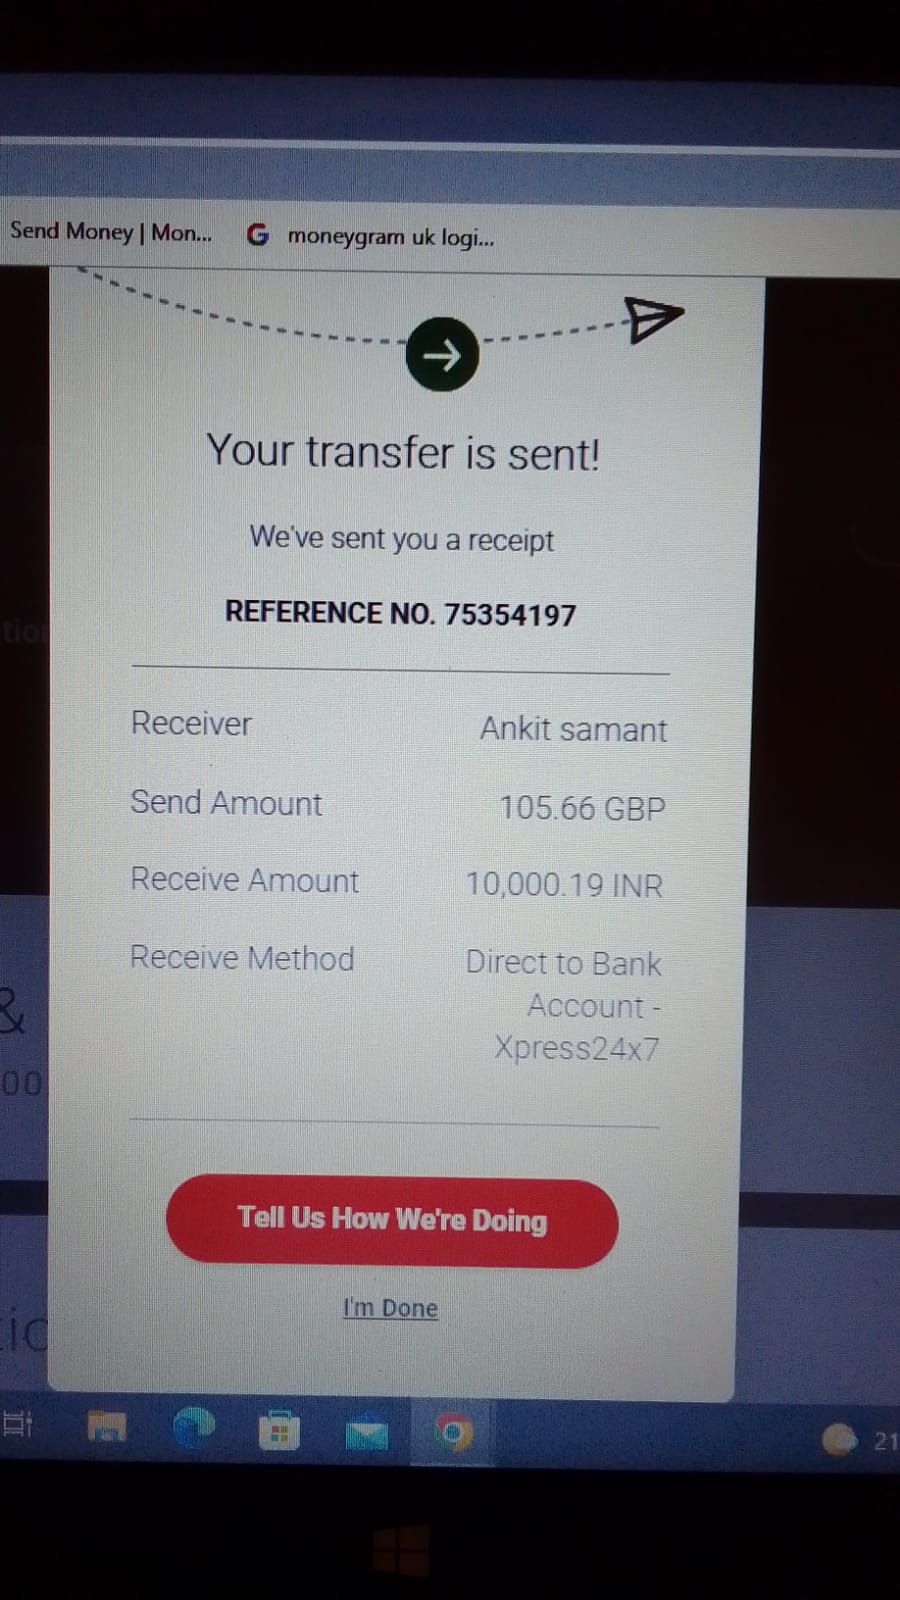 Send Money | Mon...
G moneygram uk logi...
Your transfer is sent!
We've sent you a receipt
REFERENCE NO. 75354197
Receiver Ankit samant
Send Amount 105.66 GBP
Receive Amount 10,000.19 INR
Receive Method Direct to Bank
Account -
Xpress24x7
&
00
Tell Us How We're Doing
I'm Done
21